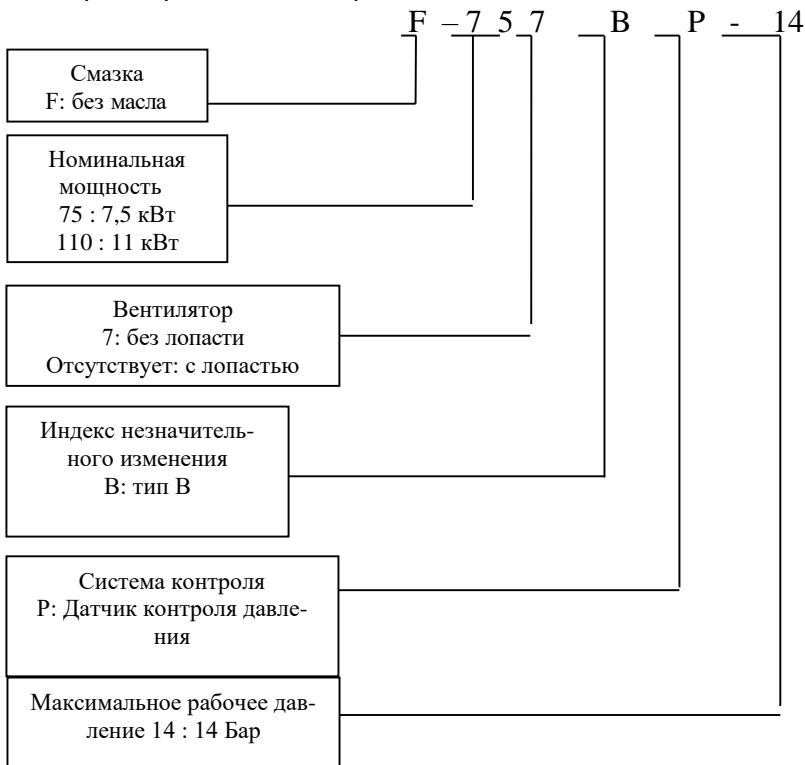 F – 7 5 7 B P - 14
Смазка
F: без масла
Номинальная
мощность
75 : 7,5 кВт
110 : 11 кВт
Вентилятор
7: без лопасти
Отсутствует: с лопастью
Индекс незначитель-
ного изменения
В: тип В
Система контроля
Р: Датчик контроля давле-
ния
Максимальное рабочее дав-
ление 14 : 14 Бар